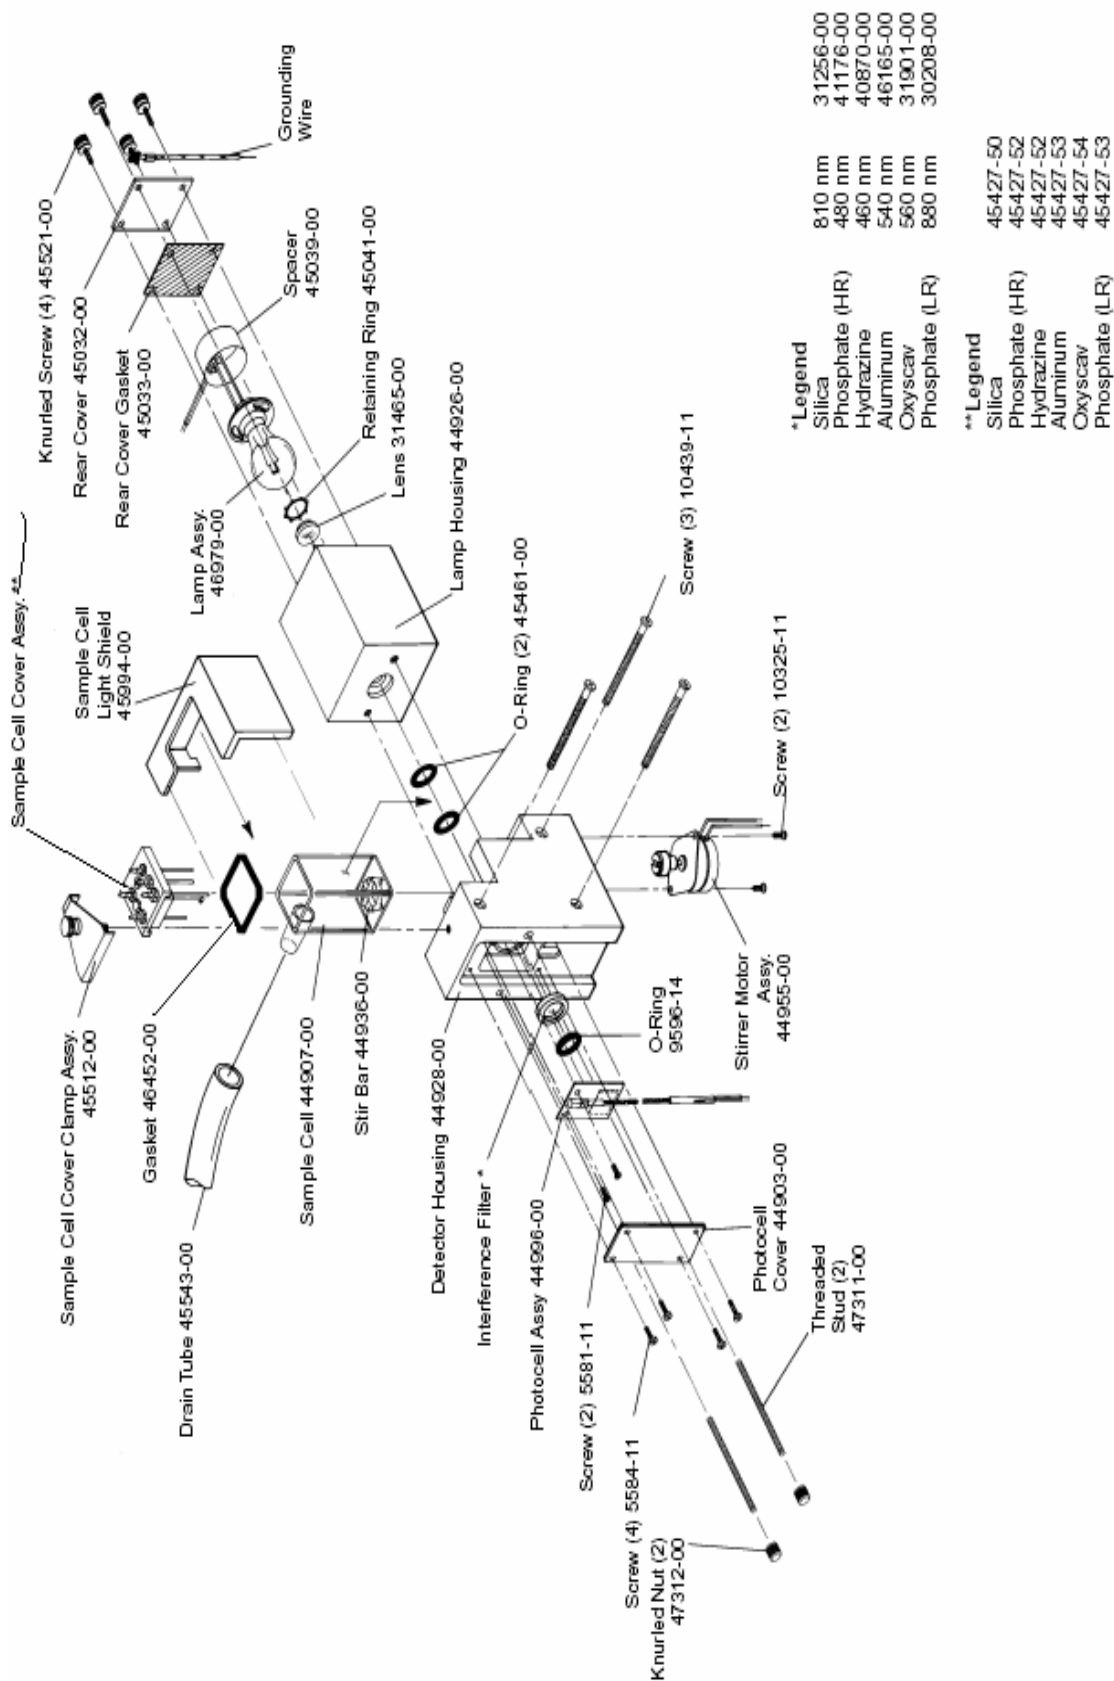 Sample Cell Cover Assy.**
Sample Cell Cover Clamp Assy.
45512-00
Gasket 46452-00
Drain Tube 45543-00
Sample Cell 44907-00
Stir Bar 44936-00
Sample Cell
Light Shield
45994-00
Knurled Screw (4) 45521-00
Rear Cover 45032-00
Rear Cover Gasket
45033-00
Grounding
Wire
Spacer
45039-00
Lamp Assy.
46979-00
Retaining Ring 45041-00
Lens 31465-00
Lamp Housing 44926-00
O-Ring (2) 45461-00
Screw (3) 10439-11
Screw (2) 10325-11
Detector Housing 44928-00
Interference Filter *
O-Ring
9596-14
Stirrer Motor
Assy.
44955-00
Photocell Assy 44996-00
Screw (2) 5581-11
Photocell
Cover 44903-00
Screw (4) 5584-11
Threaded
Stud (2)
47311-00
Knurled Nut (2)
47312-00
*Legend
Silica 810 nm 31256-00
Phosphate (HR) 480 nm 41176-00
Hydrazine 460 nm 40870-00
Aluminum 540 nm 46165-00
Oxyscav 560 nm 31901-00
Phosphate (LR) 880 nm 30208-00
**Legend
Silica 45427-50
Phosphate (HR) 45427-52
Hydrazine 45427-52
Aluminum 45427-53
Oxyscav 45427-54
Phosphate (LR) 45427-53